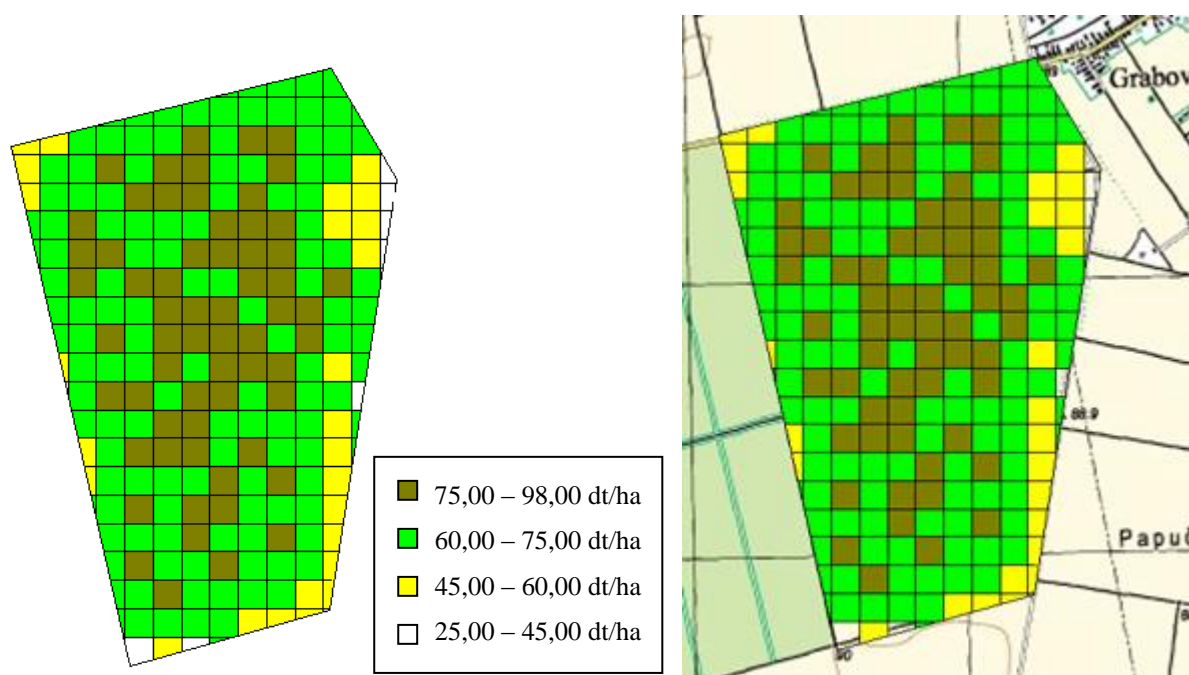 75,00 – 98,00 dt/ha
60,00 – 75,00 dt/ha
45,00 – 60,00 dt/ha
25,00 – 45,00 dt/ha
Grabov
88.9
Papuč
90